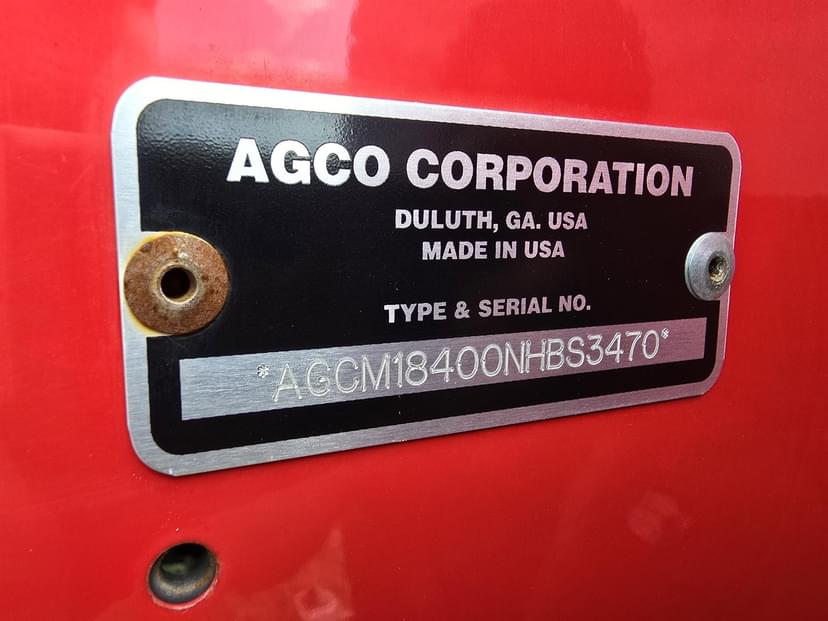 AGCO CORPORATION
DULUTH, GA. USA
MADE IN USA
TYPE & SERIAL NO.
*AGCM18400NHBS3470*